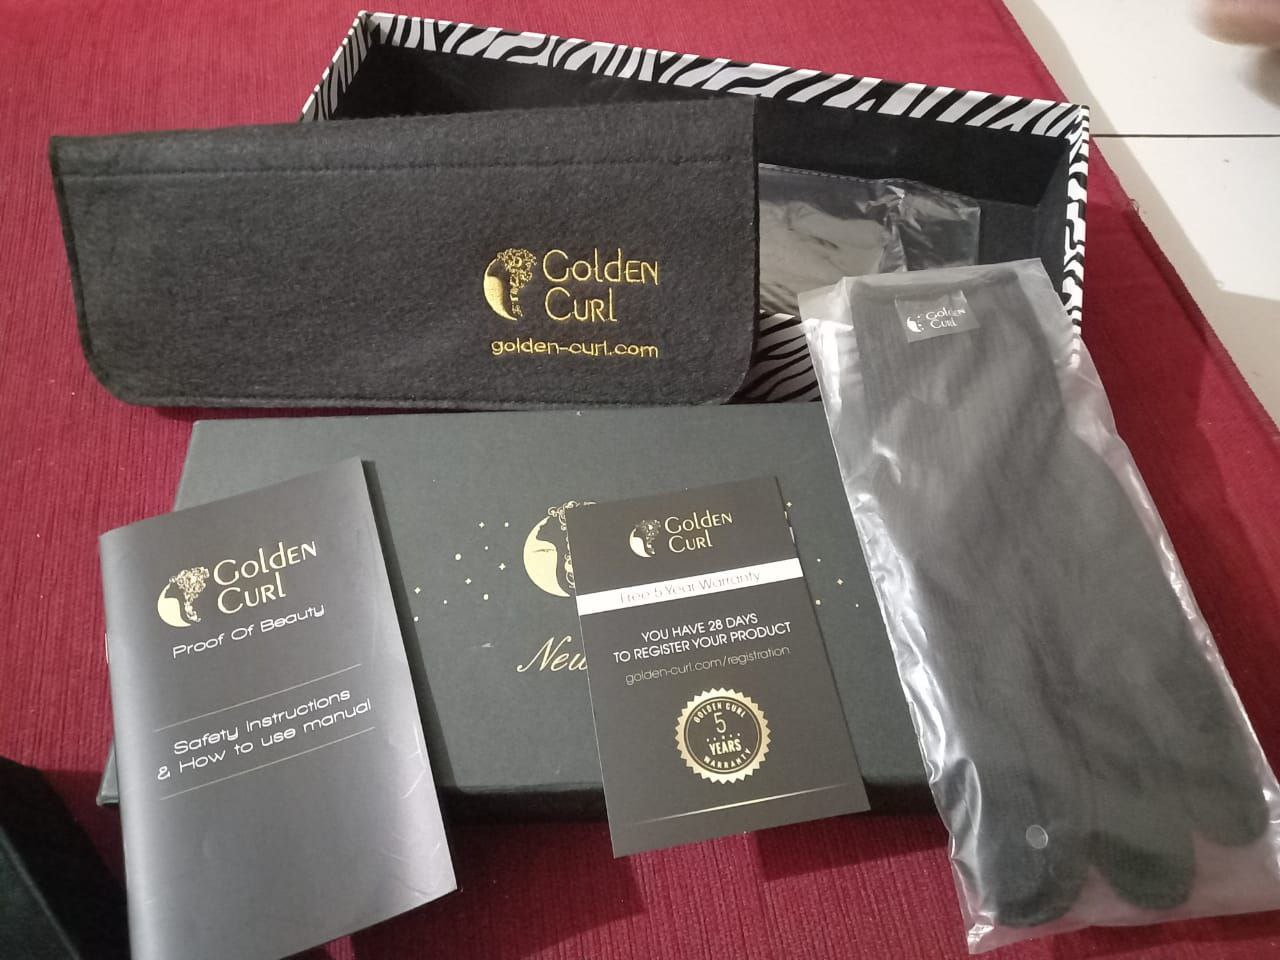 Golden
Curl
golden-curl.com
Golden
Curl
Golden
Curl
Proof Of Beauty
Safety instructions
& How to use manual
New
Golden
Curl
Free 5 Year Warranty
YOU HAVE 28 DAYS
TO REGISTER YOUR PRODUCT
golden-curl.com/registration
GOLDEN CURL
5
YEARS
WARRANTY